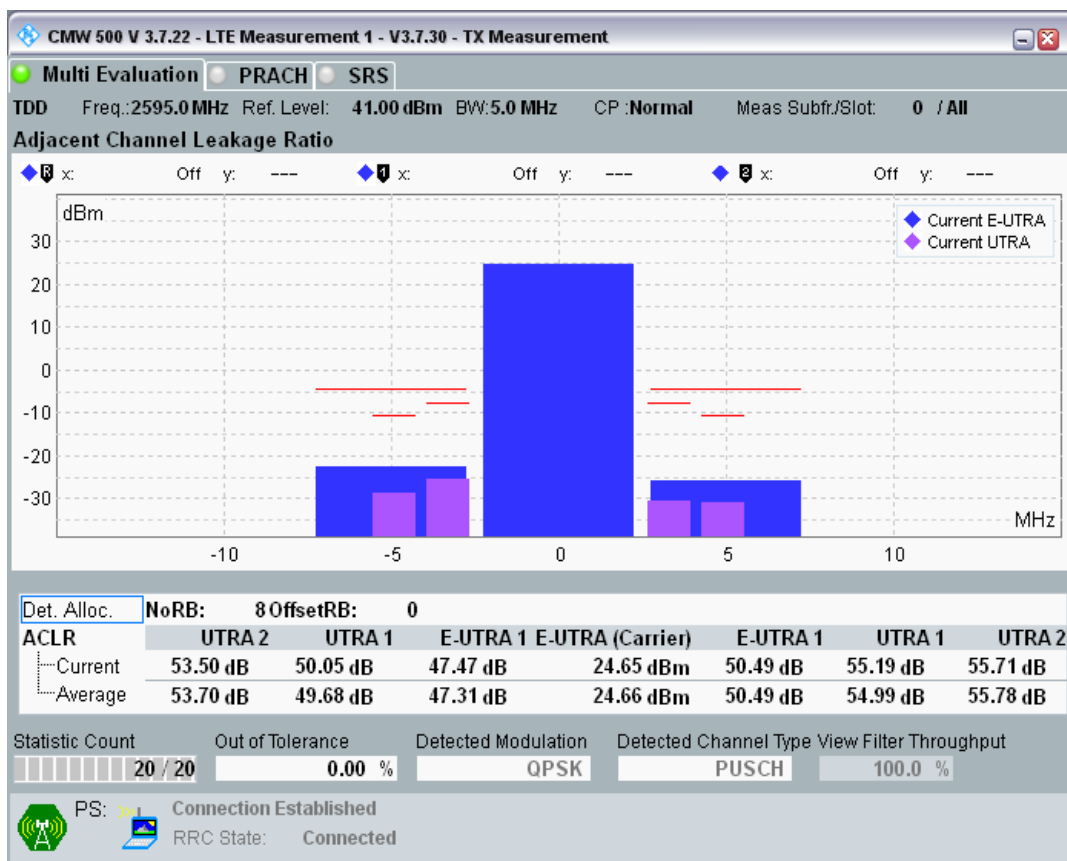 CMW 500 V 3.7.22 - LTE Measurement 1 - V3.7.30 - TX Measurement
Multi Evaluation PRACH SRS
TDD Freq.:2595.0 MHz Ref. Level: 41.00 dBm BW:5.0 MHz CP :Normal Meas Subfr./Slot: 0 / All
Adjacent Channel Leakage Ratio
R x: Off y: --- 1 x: Off y: --- 2 x: Off y: ---
dBm
Current E-UTRA
Current UTRA
30
20
10
0
-10
-20
-30
MHz
-10 -5 0 5 10
Det. Alloc. NoRB: 8 OffsetRB: 0
ACLR UTRA 2 UTRA 1 E-UTRA 1 E-UTRA (Carrier) E-UTRA 1 UTRA 1 UTRA 2
Current 53.50 dB 50.05 dB 47.47 dB 24.65 dBm 50.49 dB 55.19 dB 55.71 dB
Average 53.70 dB 49.68 dB 47.31 dB 24.66 dBm 50.49 dB 54.99 dB 55.78 dB
Statistic Count Out of Tolerance Detected Modulation Detected Channel Type View Filter Throughput
20 / 20 0.00 % QPSK PUSCH 100.0 %
PS: Connection Established
RRC State: Connected